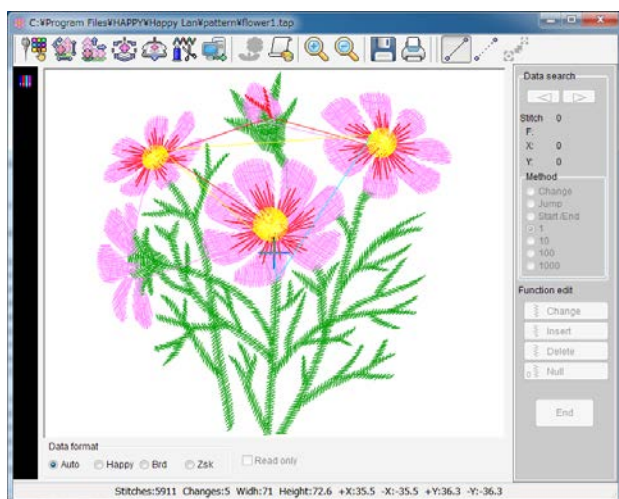 C:¥Program Files¥HAPPY¥Happy Lan¥pattern¥flower1.tap
Data search
Stitch 0
F:
X: 0
Y: 0
Method
Change
Jump
Start /End
1
10
100
1000
Function edit
Change
Insert
Delete
0 Null
End
Data format
Auto Happy Brd Zsk Read only
Stitches:5911 Changes:5 Widh:71 Height:72.6 +X:35.5 -X:-35.5 +Y:36.3 -Y:-36.3